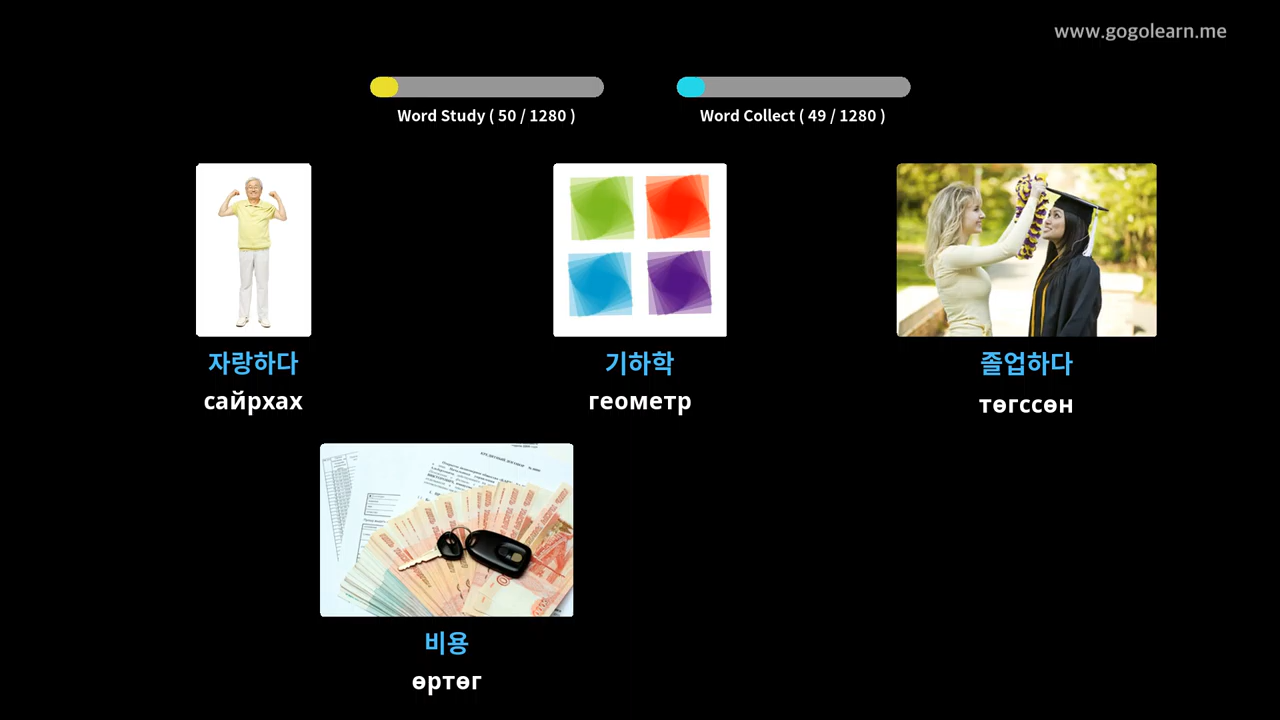 www.gogolearn.me
Word Study ( 50 / 1280 )
Word Collect ( 49 / 1280 )
자랑하다
сайрхах
기하학
геометр
졸업하다
төгссөн
비용
өртөг